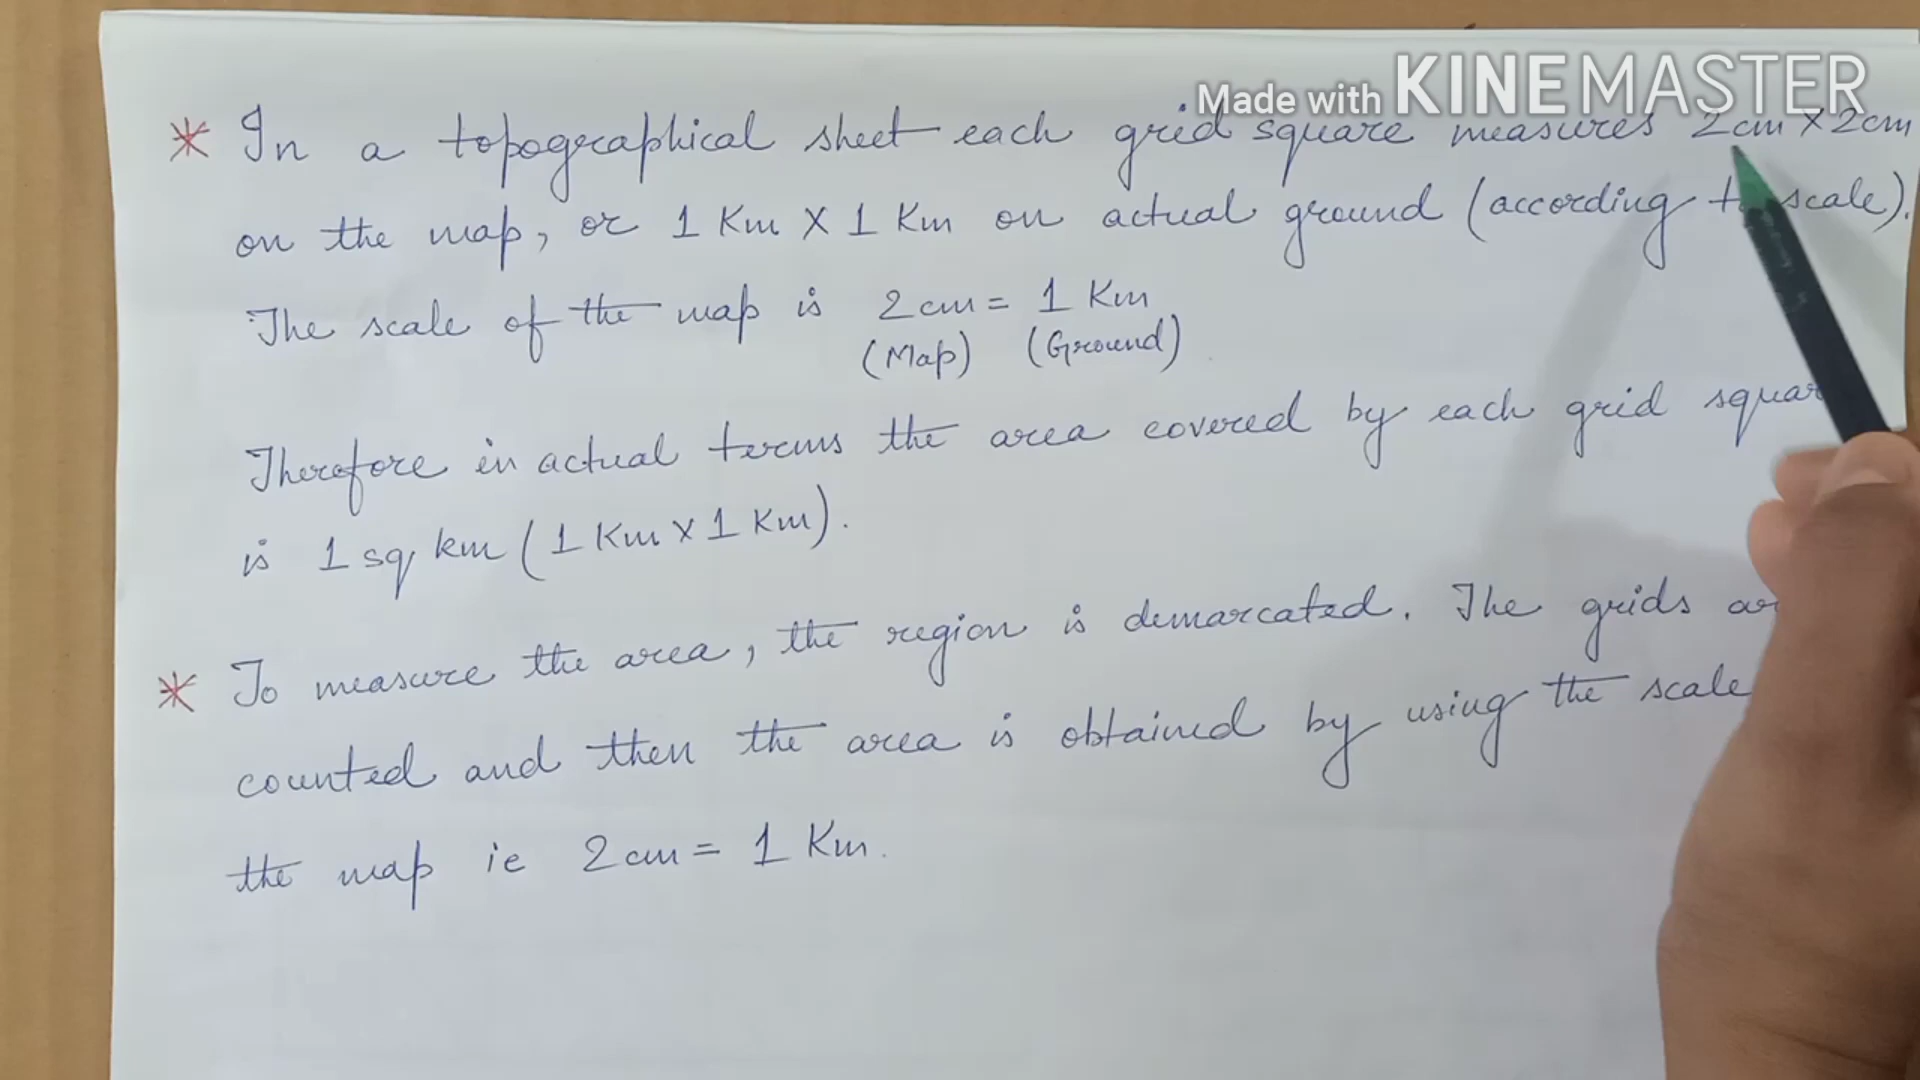 Made with KINEMASTER
* In a topographical sheet each grid square measures 2cm x 2cm
on the map, or 1 Km X 1 Km on actual ground (according scale).
The scale of the map is 2 cm = 1 Km
(Map) (Ground)
Therefore in actual terms the area covered by each grid
is 1 sq km (1 Km x 1 Km).
* To measure the area, the region is demarcated. The grids
counted and then the area is obtained by using the scale
the map ie 2 cm = 1 Km.